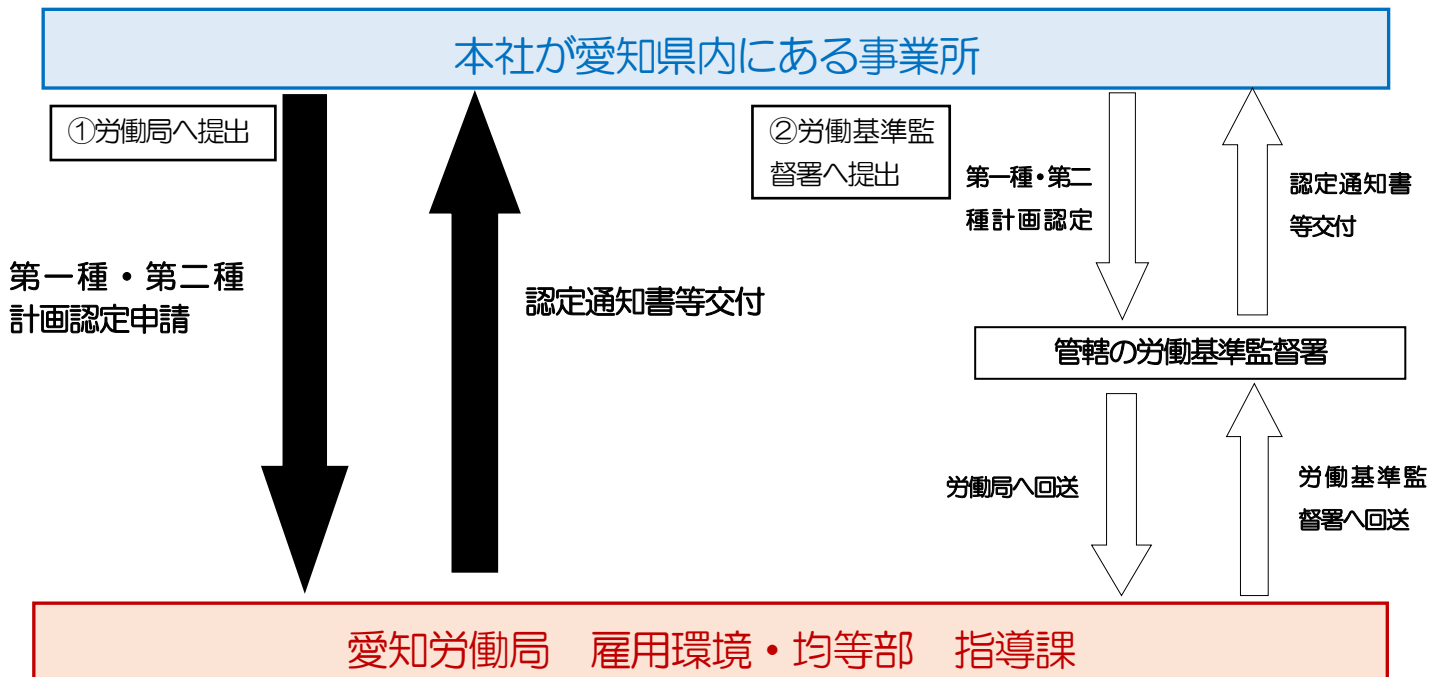 本社が愛知県内にある事業所
①労働局へ提出
第一種・第二種
計画認定申請
認定通知書等交付
②労働基準監
督署へ提出
第一種・第二
種計画認定
認定通知書
等交付
管轄の労働基準監督署
労働局へ回送
労働基準監
督署へ回送
愛知労働局　雇用環境・均等部　指導課